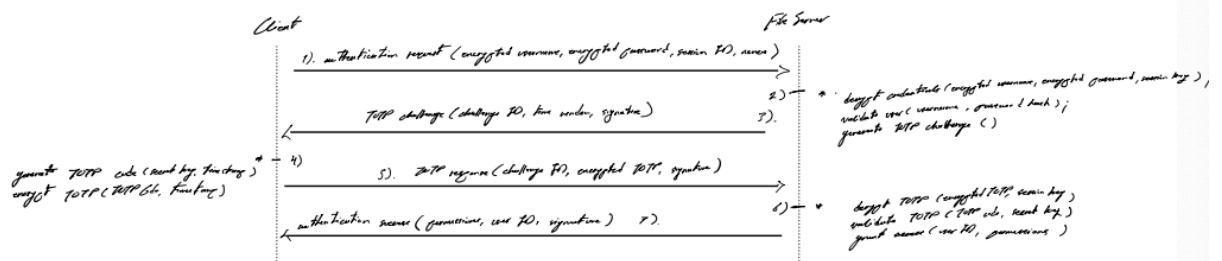 Client
File Server
1). authentication request (encrypted username, encrypted password, session ID, nonce)
2)
decrypt credentials (encrypted username, encrypted password, session key);
validate user (username, password hash);
generate TOTP challenge ()
TOTP challenge (challenge ID, time window, signature)
3).
4)
generate TOTP code (secret key, timestamp)
encrypt TOTP (TOTP Code, timestamp)
5). TOTP response (challenge ID, encrypted TOTP, signature)
6)
decrypt TOTP (encrypted TOTP, session key)
validate TOTP (TOTP code, secret key)
grant access (user ID, permissions)
authentication success (permissions, user ID, signature) 7).